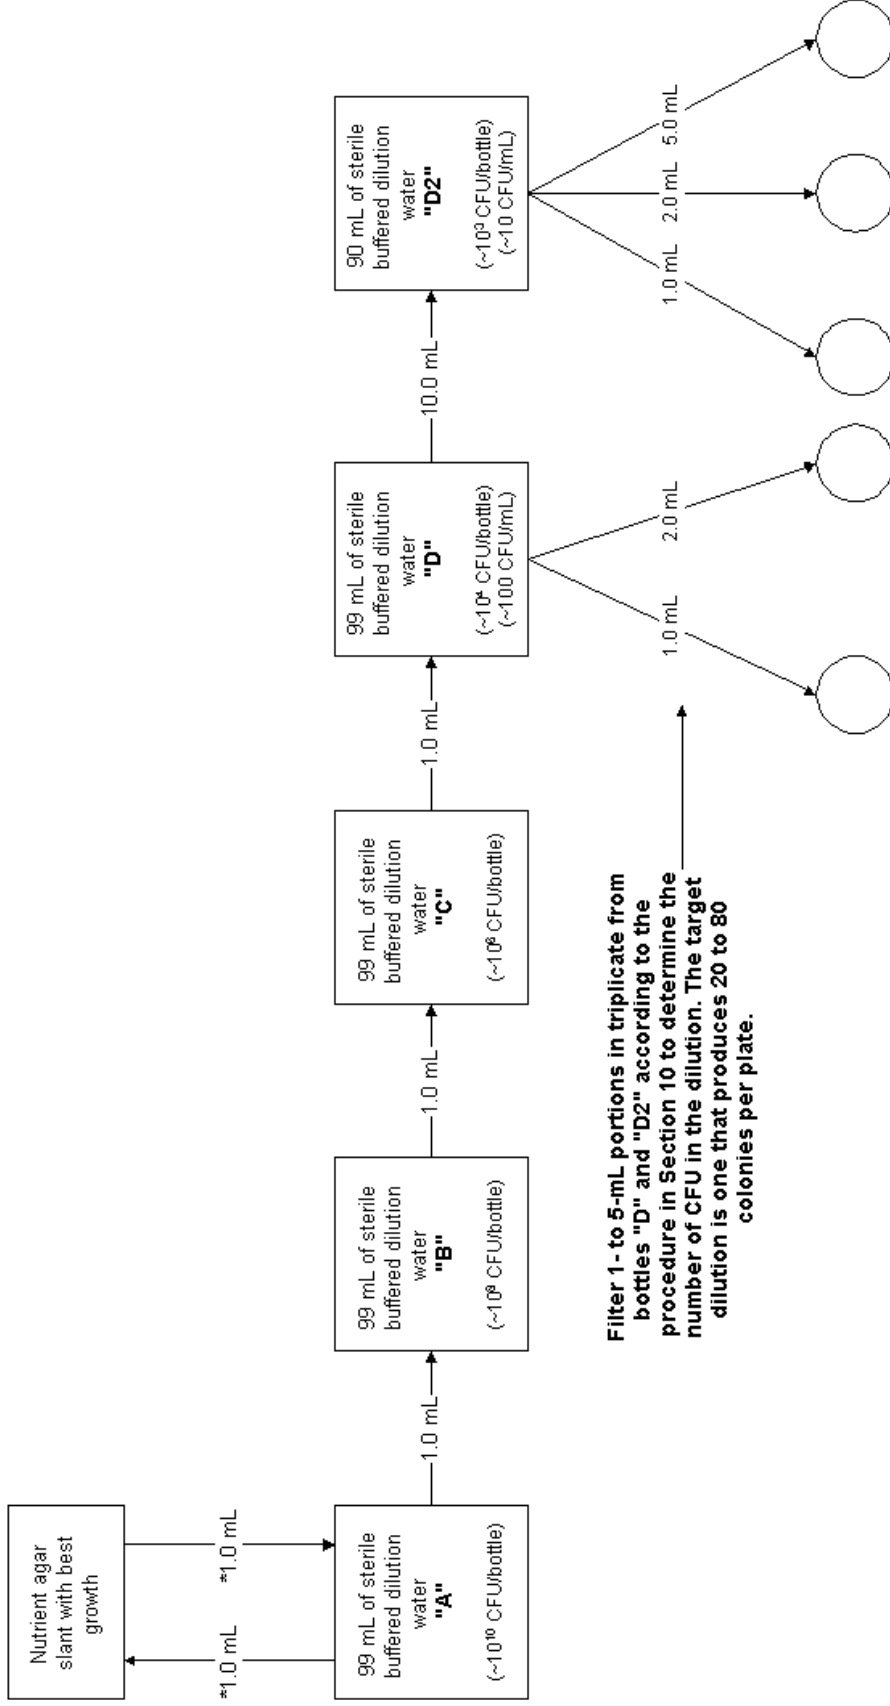 Nutrient agar
slant with best
growth
*1.0 mL
*1.0 mL
99 mL of sterile
buffered dilution
water
"A"
(~10¹⁰ CFU/bottle)
1.0 mL
99 mL of sterile
buffered dilution
water
"B"
(~10⁸ CFU/bottle)
1.0 mL
99 mL of sterile
buffered dilution
water
"C"
(~10⁶ CFU/bottle)
1.0 mL
99 mL of sterile
buffered dilution
water
"D"
(~10⁴ CFU/bottle)
(~100 CFU/mL)
10.0 mL
90 mL of sterile
buffered dilution
water
"D2"
(~10³ CFU/bottle)
(~10 CFU/mL)
Filter 1- to 5-mL portions in triplicate from
bottles "D" and "D2" according to the
procedure in Section 10 to determine the
number of CFU in the dilution. The target
dilution is one that produces 20 to 80
colonies per plate.
1.0 mL
2.0 mL
1.0 mL
2.0 mL
5.0 mL